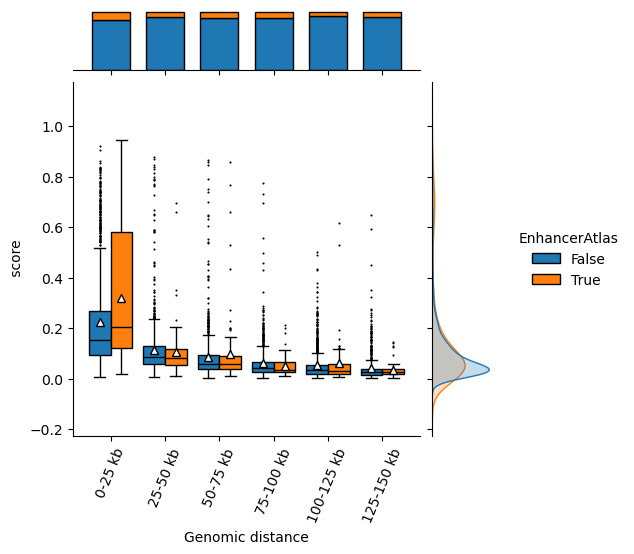 1.0
0.8
0.6
0.4
0.2
0.0
−0.2
score
0-25 kb
25-50 kb
50-75 kb
75-100 kb
100-125 kb
125-150 kb
Genomic distance
EnhancerAtlas
False
True